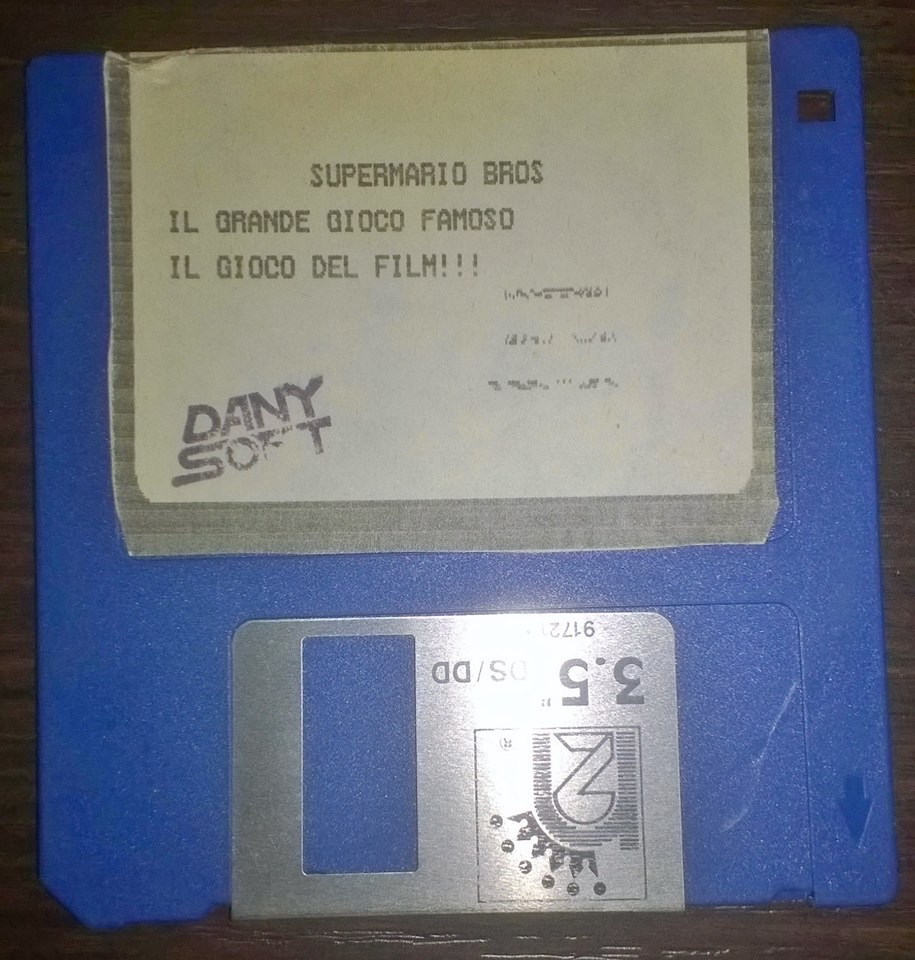 SUPERMARIO BROS
IL GRANDE GIOCO FAMOSO
IL GIOCO DEL FILM!!!
DANY
SOFT
3.5" DS/DD
®